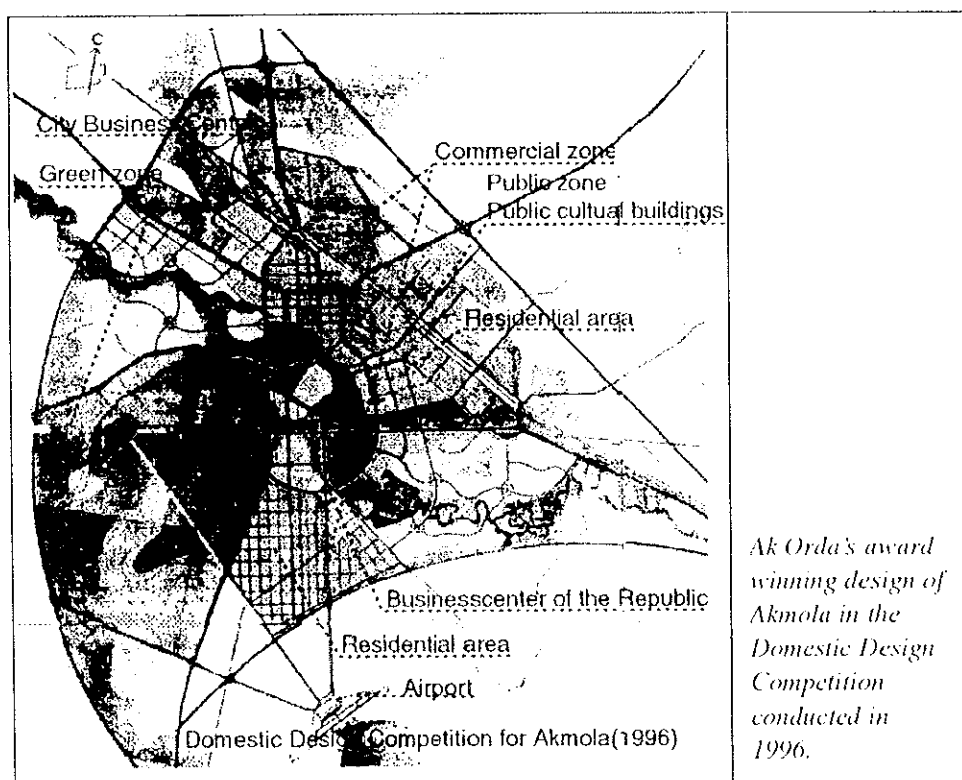 C
City Business Center
Green zone
Commercial zone
Public zone
Public cultual buildings
Residential area
Businesscenter of the Republic
Residential area
Airport
Domestic Design Competition for Akmola(1996)
Ak Orda's award
winning design of
Akmola in the
Domestic Design
Competition
conducted in
1996.